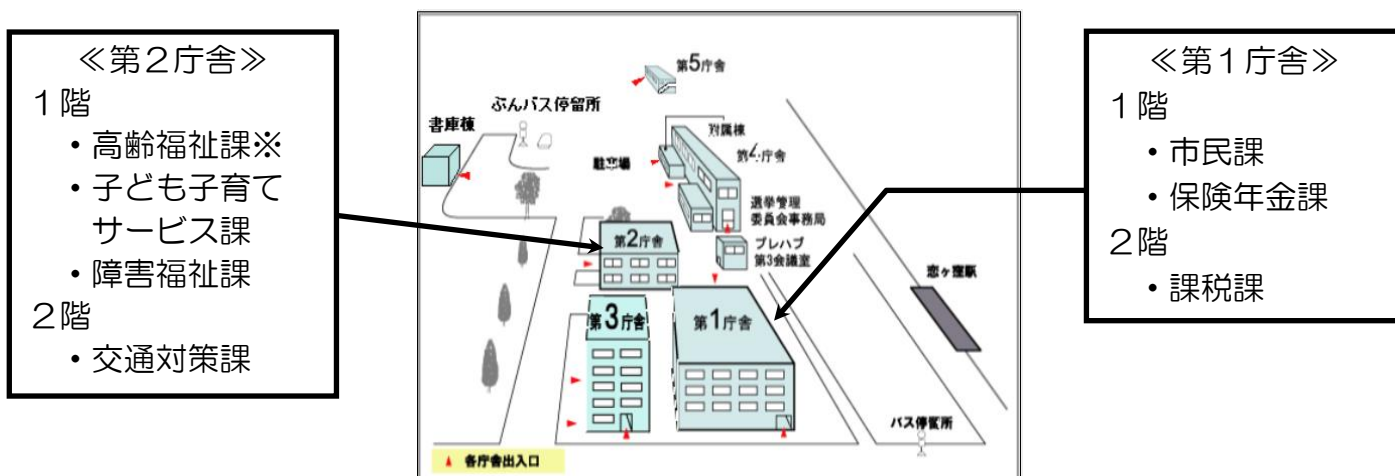 ≪第２庁舎≫
１階
・高齢福祉課※
・子ども子育て
サービス課
・障害福祉課
２階
・交通対策課
第5庁舎
ぶんバス停留所
書庫棟
附属棟
第4庁舎
駐車場
選挙管理
委員会事務局
プレハブ
第3会議室
第2庁舎
恋ヶ窪駅
第3庁舎
第1庁舎
バス停留所
各庁舎出入口
≪第１庁舎≫
１階
・市民課
・保険年金課
２階
・課税課